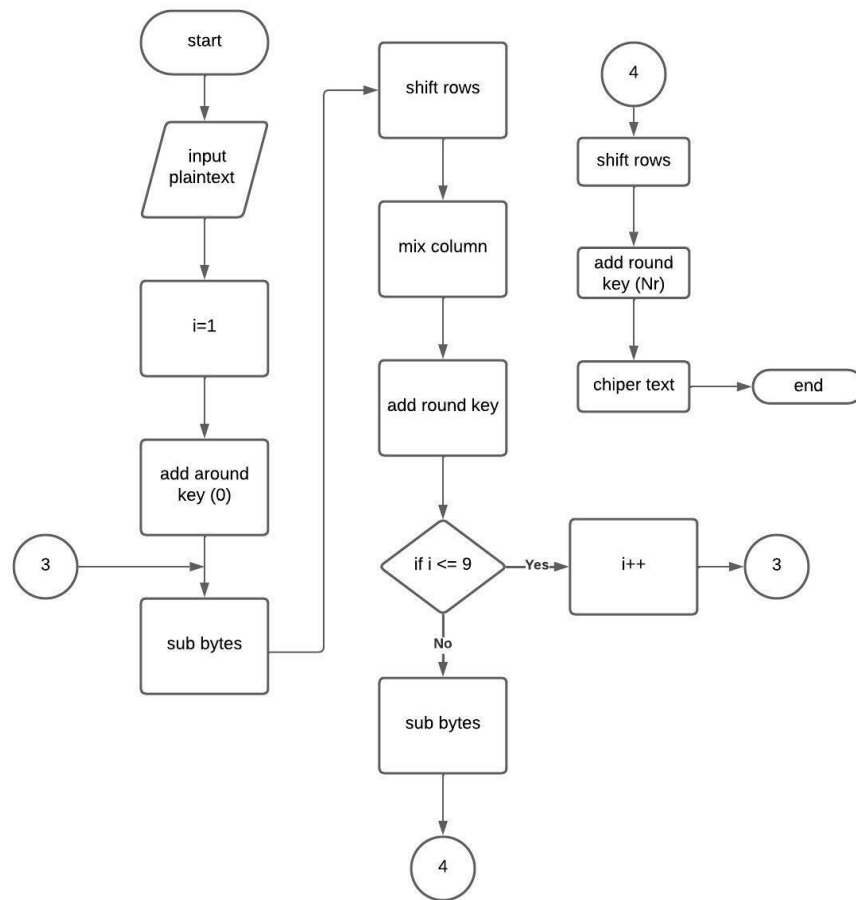 start
input
plaintext
i=1
add around
key (0)
3
sub bytes
shift rows
mix column
add round key
if i <= 9
Yes
i++
3
No
sub bytes
4
4
shift rows
add round
key (Nr)
chiper text
end